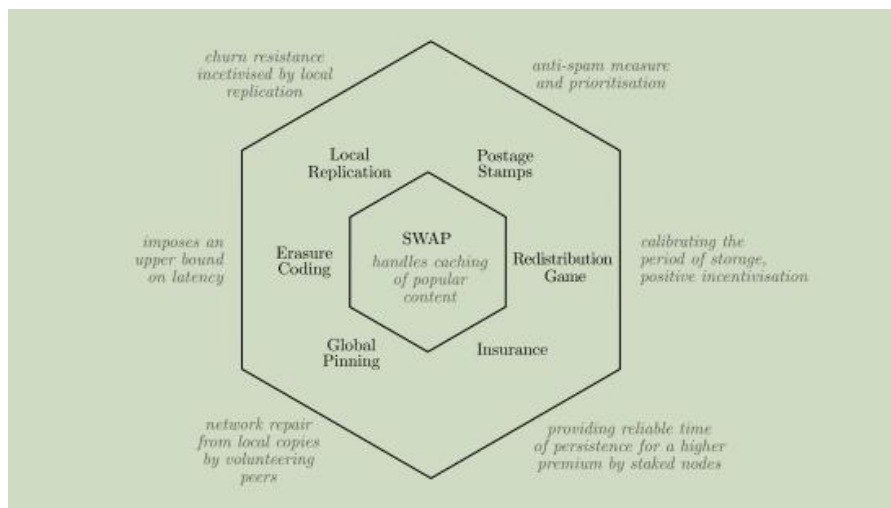 churn resistance
incetivised by local
replication
anti-spam measure
and prioritisation
Local
Replication
Postage
Stamps
imposes an
upper bound
on latency
Erasure
Coding
SWAP
handles caching
of popular
content
Redistribution
Game
calibrating the
period of storage,
positive incentivisation
Global
Pinning
Insurance
network repair
from local copies
by volunteering
peers
providing reliable time
of persistence for a higher
premium by staked nodes